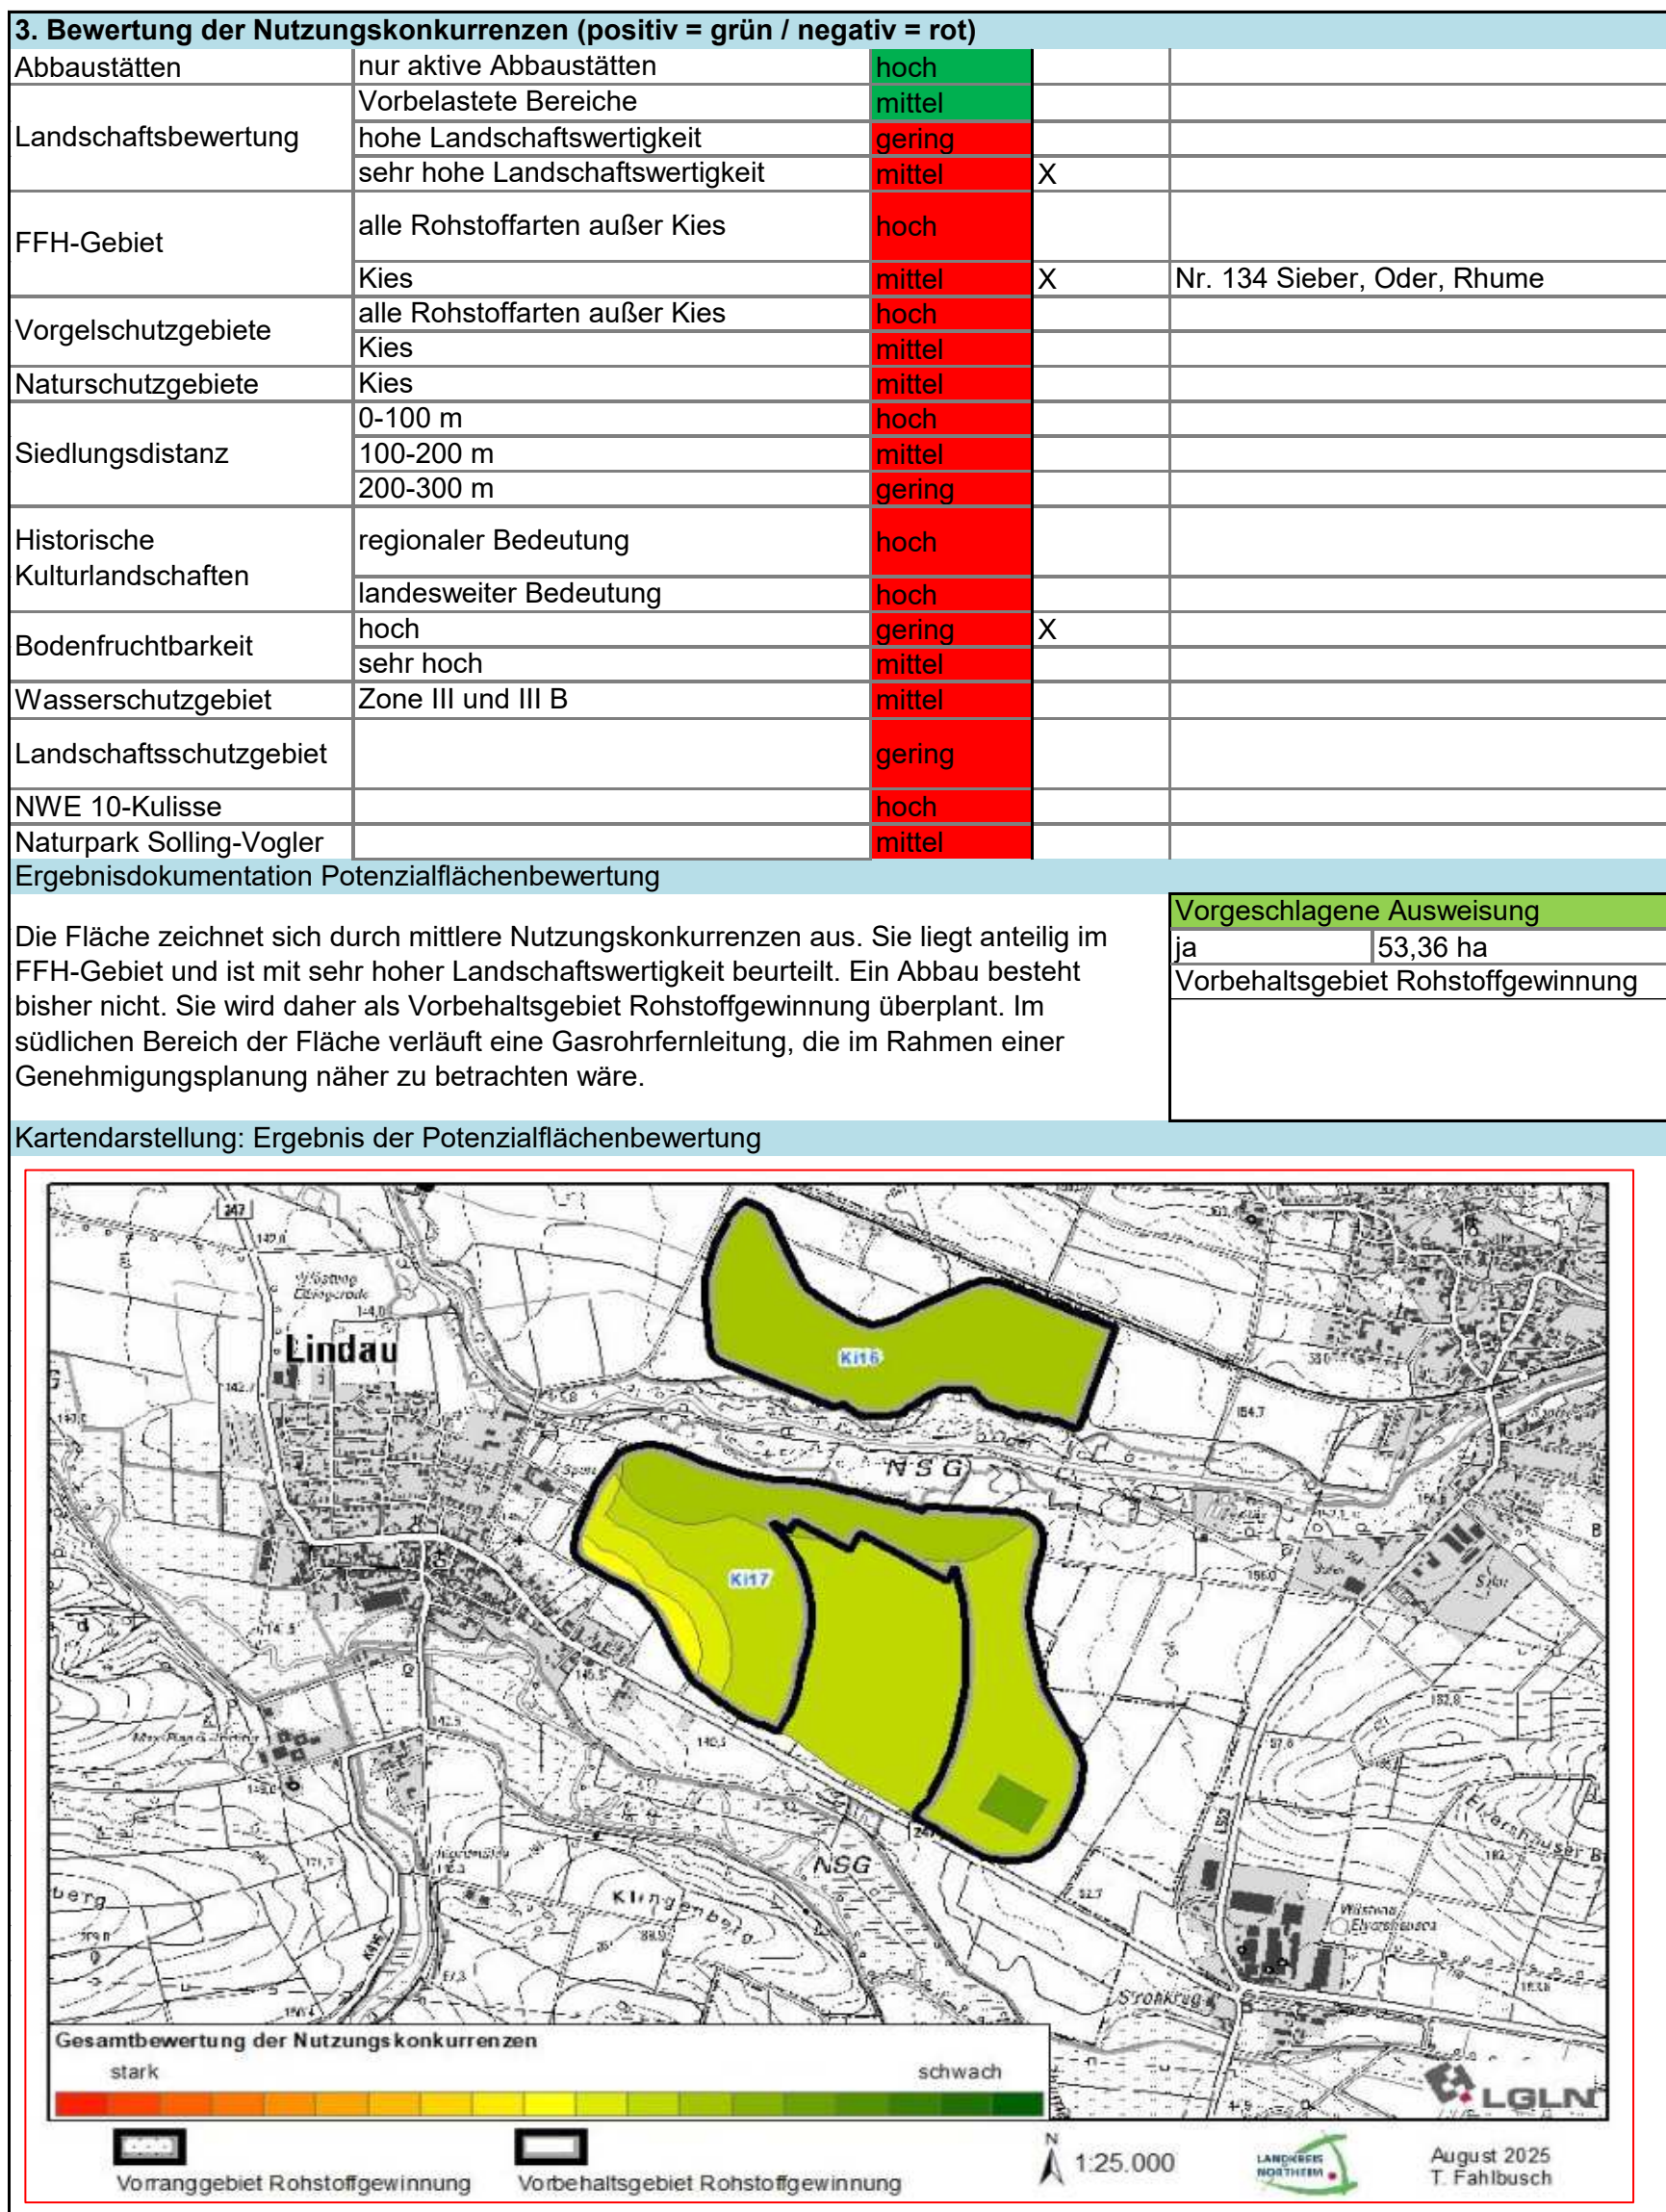 3. Bewertung der Nutzungskonkurrenzen (positiv = grün / negativ = rot)
Abbaustätten nur aktive Abbaustätten hoch
Landschaftsbewertung
Vorbelastete Bereiche mittel
hohe Landschaftswertigkeit gering
sehr hohe Landschaftswertigkeit mittel X
FFH-Gebiet
alle Rohstoffarten außer Kies hoch
Kies mittel X Nr. 134 Sieber, Oder, Rhume
Vorgelschutzgebiete
alle Rohstoffarten außer Kies hoch
Kies mittel
Naturschutzgebiete Kies mittel
Siedlungsdistanz
0-100 m hoch
100-200 m mittel
200-300 m gering
Historische
Kulturlandschaften
regionaler Bedeutung hoch
landesweiter Bedeutung hoch
Bodenfruchtbarkeit
hoch gering X
sehr hoch mittel
Wasserschutzgebiet Zone III und III B mittel
Landschaftsschutzgebiet gering
NWE 10-Kulisse hoch
Naturpark Solling-Vogler mittel
Ergebnisdokumentation Potenzialflächenbewertung
Die Fläche zeichnet sich durch mittlere Nutzungskonkurrenzen aus. Sie liegt anteilig im
FFH-Gebiet und ist mit sehr hoher Landschaftswertigkeit beurteilt. Ein Abbau besteht
bisher nicht. Sie wird daher als Vorbehaltsgebiet Rohstoffgewinnung überplant. Im
südlichen Bereich der Fläche verläuft eine Gasrohrfernleitung, die im Rahmen einer
Genehmigungsplanung näher zu betrachten wäre.
Vorgeschlagene Ausweisung
ja 53,36 ha
Vorbehaltsgebiet Rohstoffgewinnung
Kartendarstellung: Ergebnis der Potenzialflächenbewertung
247
Lindau
Ki16
154.7
NSG
Ki17
NSG
Klingenberg
berg
Gesamtbewertung der Nutzungskonkurrenzen
stark schwach
LGLN
Vorranggebiet Rohstoffgewinnung
Vorbehaltsgebiet Rohstoffgewinnung
N
1:25.000
LANDKREIS
NORTHEIM
August 2025
T. Fahlbusch